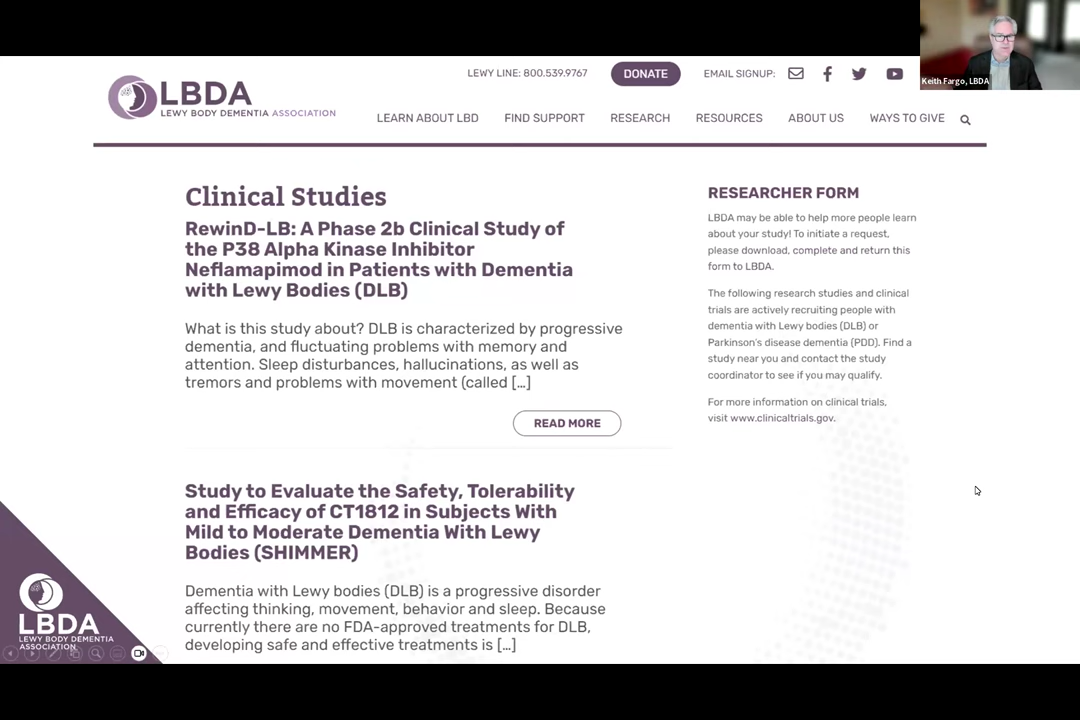 Keith Fargo, LBDA
LEWY LINE: 800.539.9767
DONATE
EMAIL SIGNUP:
LBDA
LEWY BODY DEMENTIA ASSOCIATION
LEARN ABOUT LBD
FIND SUPPORT
RESEARCH
RESOURCES
ABOUT US
WAYS TO GIVE
Clinical Studies
RewinD-LB: A Phase 2b Clinical Study of
the P38 Alpha Kinase Inhibitor
Neflamapimod in Patients with Dementia
with Lewy Bodies (DLB)
What is this study about? DLB is characterized by progressive
dementia, and fluctuating problems with memory and
attention. Sleep disturbances, hallucinations, as well as
tremors and problems with movement (called [...]
READ MORE
Study to Evaluate the Safety, Tolerability
and Efficacy of CT1812 in Subjects With
Mild to Moderate Dementia With Lewy
Bodies (SHIMMER)
Dementia with Lewy bodies (DLB) is a progressive disorder
affecting thinking, movement, behavior and sleep. Because
currently there are no FDA-approved treatments for DLB,
developing safe and effective treatments is [...]
RESEARCHER FORM
LBDA may be able to help more people learn
about your study! To initiate a request,
please download, complete and return this
form to LBDA.
The following research studies and clinical
trials are actively recruiting people with
dementia with Lewy bodies (DLB) or
Parkinson's disease dementia (PDD). Find a
study near you and contact the study
coordinator to see if you may qualify.
For more information on clinical trials,
visit www.clinicaltrials.gov.
LBDA
LEWY BODY DEMENTIA
ASSOCIATION